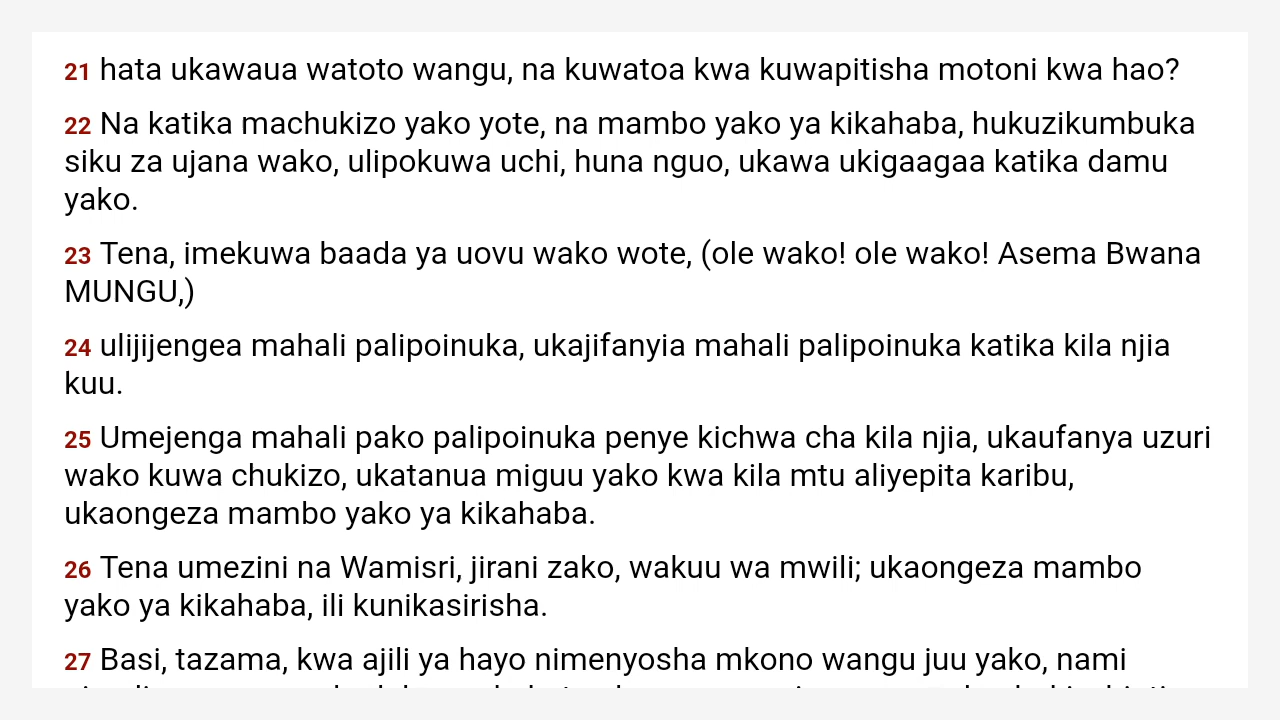 21 hata ukawaua watoto wangu, na kuwatoa kwa kuwapitisha motoni kwa hao?
22 Na katika machukizo yako yote, na mambo yako ya kikahaba, hukuzikumbuka
siku za ujana wako, ulipokuwa uchi, huna nguo, ukawa ukigaagaa katika damu
yako.
23 Tena, imekuwa baada ya uovu wako wote, (ole wako! ole wako! Asema Bwana
MUNGU,)
24 ulijijengea mahali palipoinuka, ukajifanyia mahali palipoinuka katika kila njia
kuu.
25 Umejenga mahali pako palipoinuka penye kichwa cha kila njia, ukaufanya uzuri
wako kuwa chukizo, ukatanua miguu yako kwa kila mtu aliyepita karibu,
ukaongeza mambo yako ya kikahaba.
26 Tena umezini na Wamisri, jirani zako, wakuu wa mwili; ukaongeza mambo
yako ya kikahaba, ili kunikasirisha.
27 Basi, tazama, kwa ajili ya hayo nimenyosha mkono wangu juu yako, nami